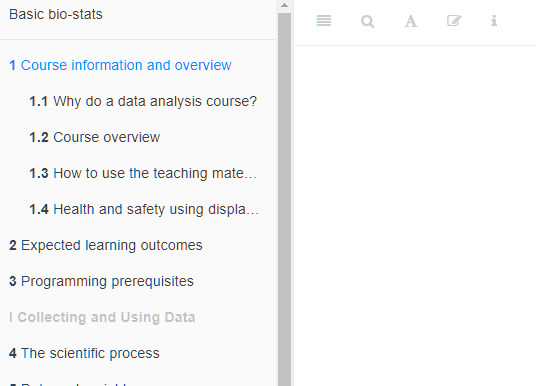 Basic bio-stats
1 Course information and overview
1.1 Why do a data analysis course?
1.2 Course overview
1.3 How to use the teaching mate…
1.4 Health and safety using displa…
2 Expected learning outcomes
3 Programming prerequisites
I Collecting and Using Data
4 The scientific process